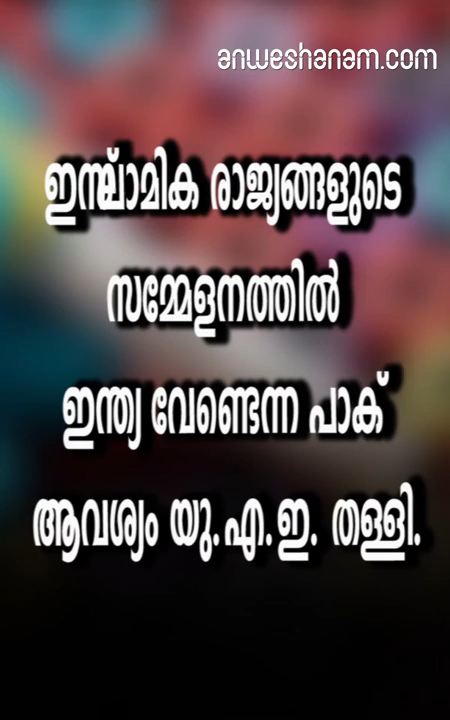 anweshanam.com
ഇസ്ലാമിക രാജ്യങ്ങളുടെ
സമ്മേളനത്തിൽ
ഇന്ത്യ വേണ്ടെന്ന പാക്
ആവശ്യം യു.എ.ഇ. തള്ളി.